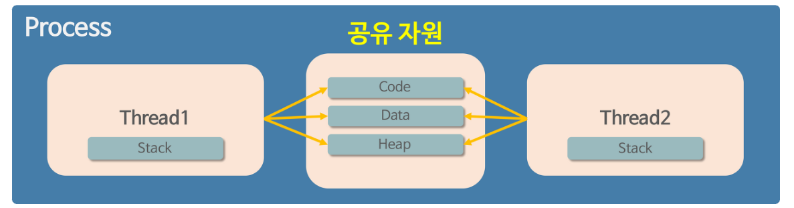 Process
공유 자원
Thread1
Stack
Code
Data
Heap
Thread2
Stack